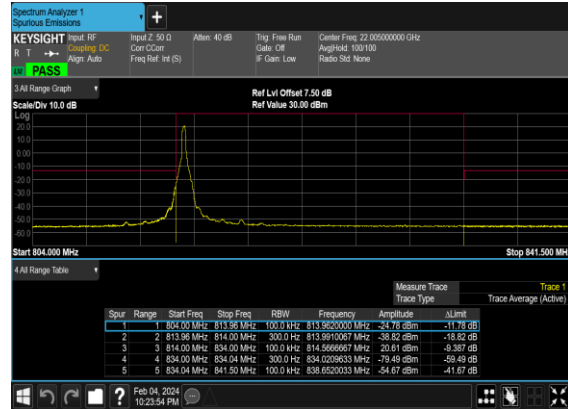 Spectrum Analyzer 1
Spurious Emissions
KEYSIGHT Input: RF Input Z: 50 Ω Atten: 40 dB Trig: Free Run Center Freq: 22.005000000 GHz
R T Coupling: DC Corr CCorr Gate: Off Avg|Hold: 100/100
Align: Auto Freq Ref: Int (S) IF Gain: Low Radio Std: None
PASS
3 All Range Graph
Ref Lvl Offset 7.50 dB
Scale/Div 10.0 dB Ref Value 30.00 dBm
Log
20.0
10.0
0.00
-10.0
-20.0
-30.0
-40.0
-50.0
-60.0
Start 804.000 MHz Stop 841.500 MH
4 All Range Table
Measure Trace Trace 1
Trace Type Trace Average (Active)
Spur Range Start Freq Stop Freq RBW Frequency Amplitude ΔLimit
1 1 804.00 MHz 813.96 MHz 100.0 kHz 813.9620000 MHz -24.78 dBm -11.78 dB
2 2 813.96 MHz 814.00 MHz 300.0 Hz 813.9910067 MHz -38.82 dBm -18.82 dB
3 3 814.00 MHz 834.00 MHz 100.0 kHz 814.5666667 MHz 20.61 dBm -9.387 dB
4 4 834.00 MHz 834.04 MHz 300.0 Hz 834.0209633 MHz -79.49 dBm -59.49 dB
5 5 834.04 MHz 841.50 MHz 100.0 kHz 838.6520033 MHz -54.67 dBm -41.67 dB
Feb 04, 2024
10:23:54 PM